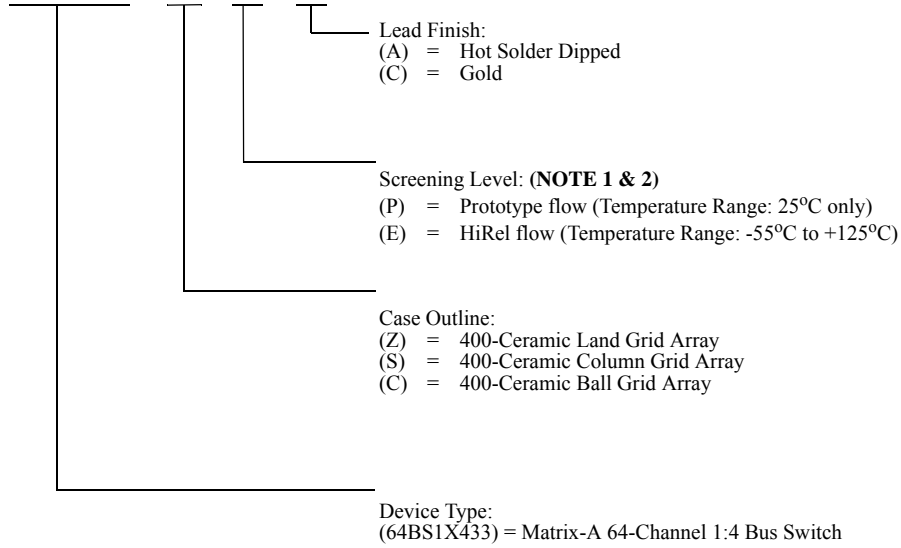 Lead Finish:
(A) = Hot Solder Dipped
(C) = Gold
Screening Level: (NOTE 1 & 2)
(P) = Prototype flow (Temperature Range: 25°C only)
(E) = HiRel flow (Temperature Range: -55°C to +125°C)
Case Outline:
(Z) = 400-Ceramic Land Grid Array
(S) = 400-Ceramic Column Grid Array
(C) = 400-Ceramic Ball Grid Array
Device Type:
(64BS1X433) = Matrix-A 64-Channel 1:4 Bus Switch